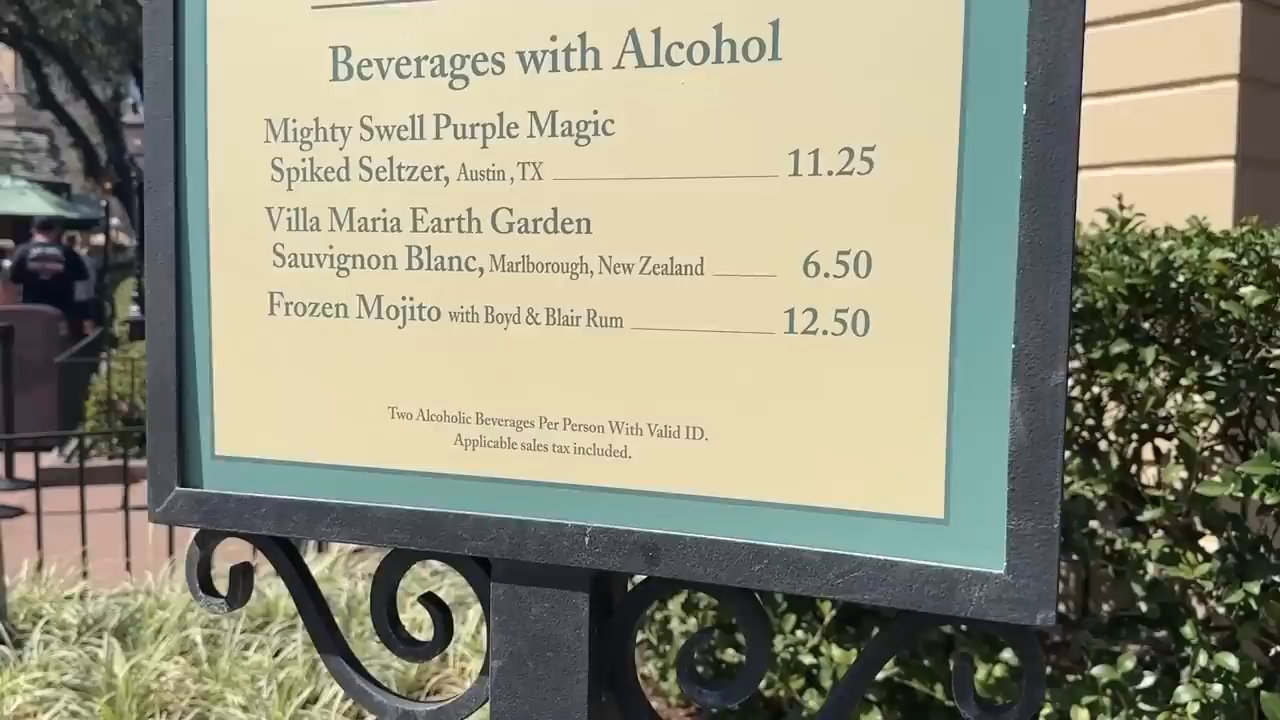 Beverages with Alcohol
Mighty Swell Purple Magic
Spiked Seltzer, Austin, TX 11.25
Villa Maria Earth Garden
Sauvignon Blanc, Marlborough, New Zealand 6.50
Frozen Mojito with Boyd & Blair Rum 12.50
Two Alcoholic Beverages Per Person With Valid ID.
Applicable sales tax included.